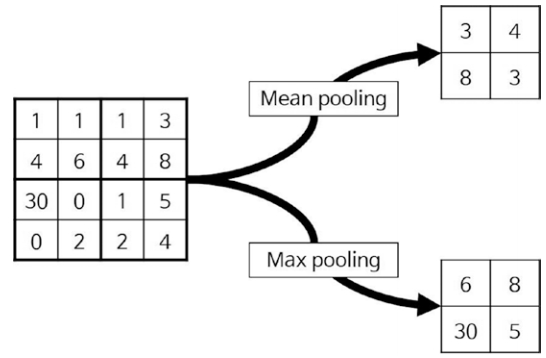 1 1 1 3
4 6 4 8
30 0 1 5
0 2 2 4
Mean pooling
3 4
8 3
Max pooling
6 8
30 5